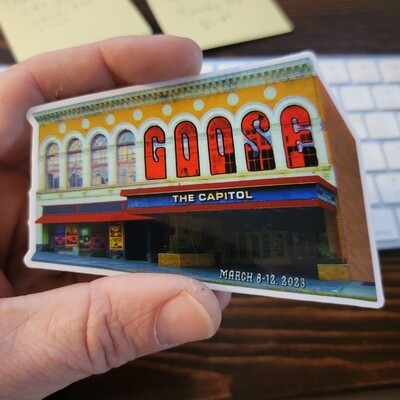 GOOSE
THE CAPITOL
MARCH 8-12, 2023